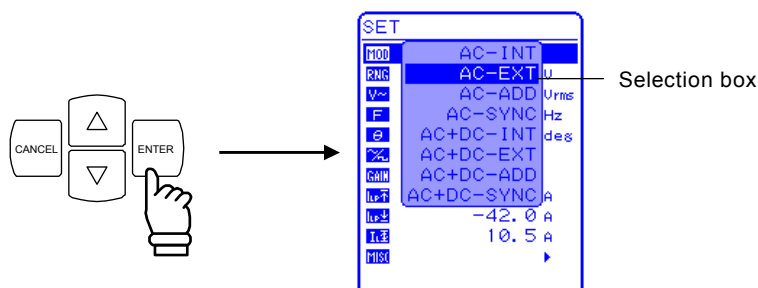 SET
MOD AC-INT
RNG AC-EXT V
V~ AC-ADD Vrms
F AC-SYNC Hz
θ AC+DC-INT deg
AC+DC-EXT
GAIN AC+DC-ADD
AC+DC-SYNC A
-42.0 A
10.5 A
MISC
Selection box
CANCEL
ENTER